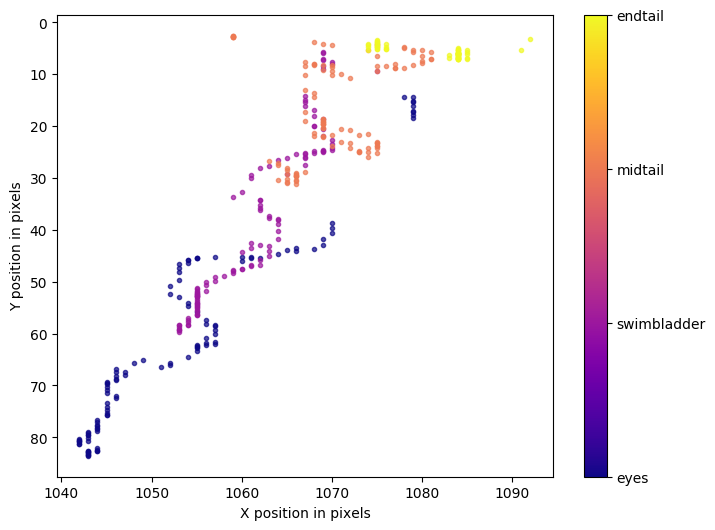 0
10
20
30
40
50
60
70
80
Y position in pixels
1040
1050
1060
1070
1080
1090
X position in pixels
endtail
midtail
swimbladder
eyes